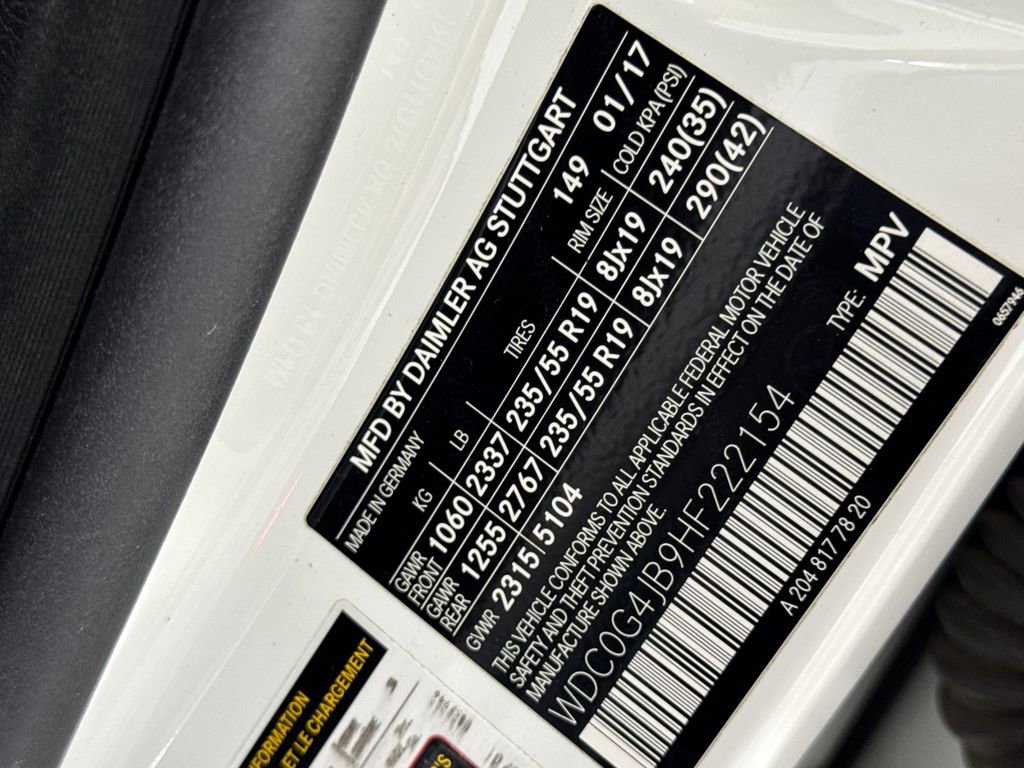 MFD BY DAIMLER AG STUTTGART
MADE IN GERMANY 149 01/17
KG LB TIRES RIM SIZE COLD KPA(PSI)
GAWR FRONT 1060 2337 235/55 R19 8Jx19 240(35)
GAWR REAR 1255 2767 235/55 R19 8Jx19 290(42)
GVWR 2315 5104
THIS VEHICLE CONFORMS TO ALL APPLICABLE FEDERAL MOTOR VEHICLE
SAFETY AND THEFT PREVENTION STANDARDS IN EFFECT ON THE DATE OF
MANUFACTURE SHOWN ABOVE.
WDC0G4JB9HF222154 TYPE: MPV
A 204 817 78 20
0652946
ET LE CHARGEMENT